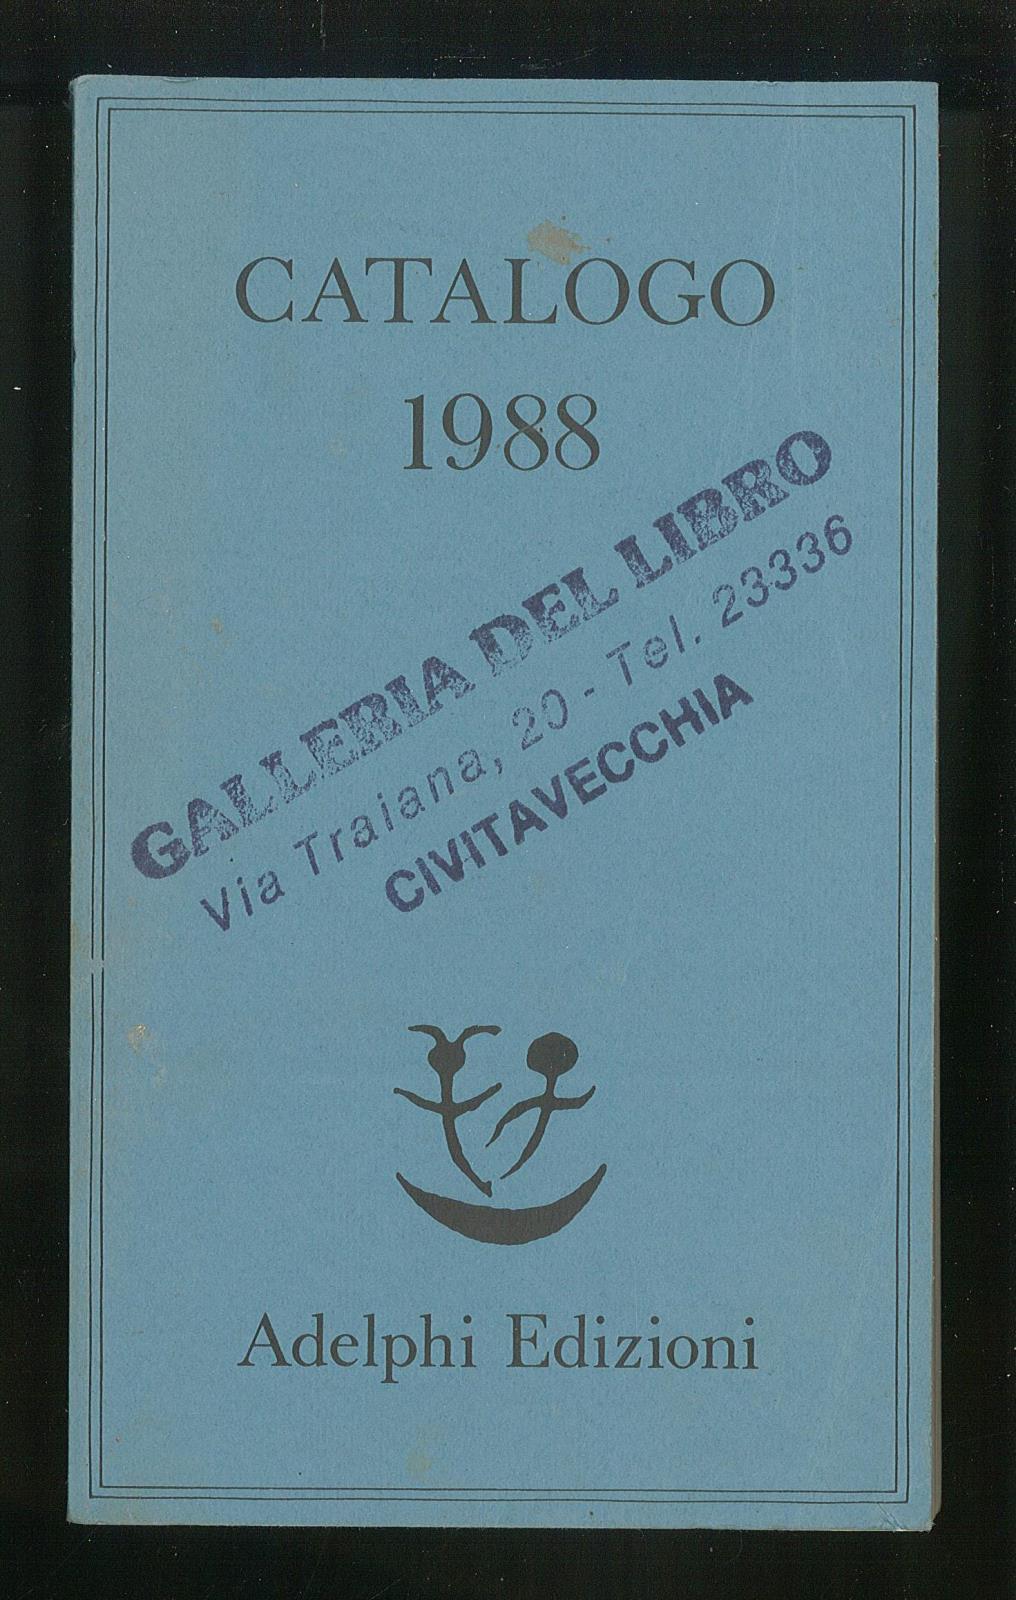 CATALOGO
1988
GALLERIA DEL LIBRO
Via Traiana, 20 - Tel. 23336
CIVITAVECCHIA
Adelphi Edizioni